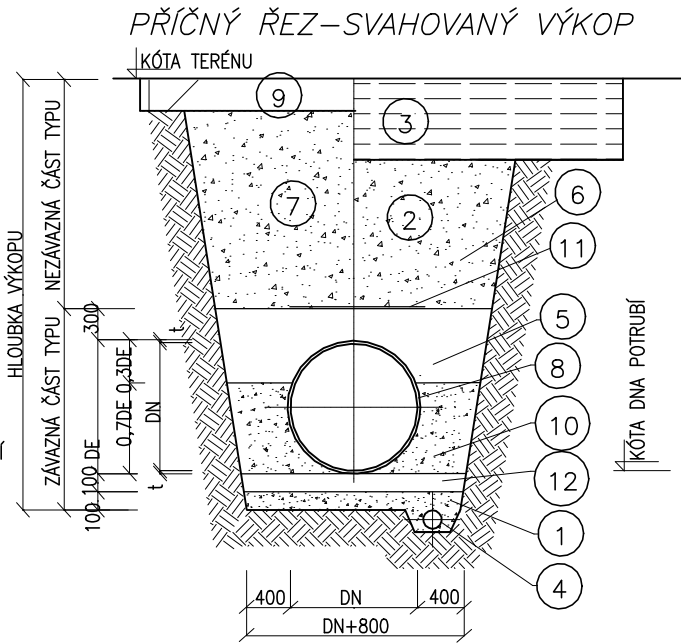 PŘÍČNÝ ŘEZ-SVAHOVANÝ VÝKOP
KÓTA TERÉNU
9
3
7
2
6
11
5
8
10
12
1
4
HLOUBKA VÝKOPU
NEZÁVAZNÁ ČÁST TYPU
ZÁVAZNÁ ČÁST TYPU
300
DE
100
100
0,3DE
0,7DE
t
DN
t
KÓTA DNA POTRUBÍ
400
DN
400
DN+800